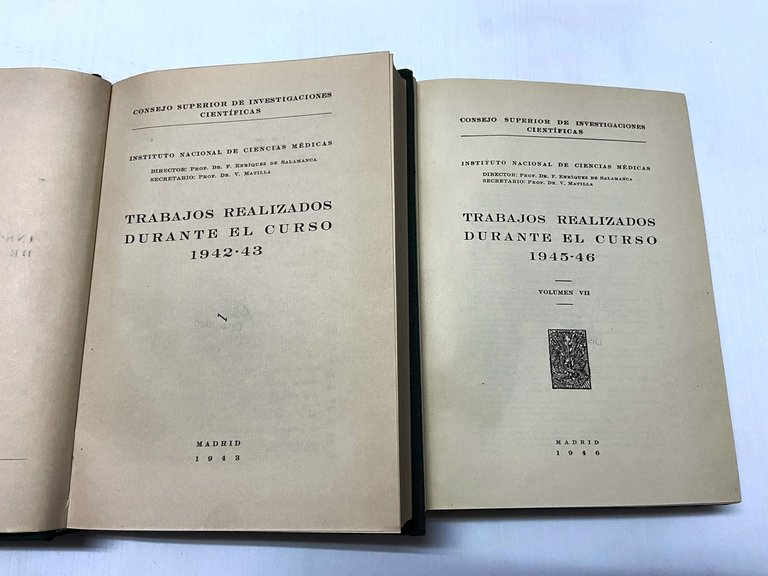 CONSEJO SUPERIOR DE INVESTIGACIONES
CIENTÍFICAS
INSTITUTO NACIONAL DE CIENCIAS MÉDICAS
DIRECTOR: PROF. DR. F. ENRÍQUEZ DE SALAMANCA
SECRETARIO: PROF. DR. V. MATILLA
TRABAJOS REALIZADOS
DURANTE EL CURSO
1942-43
MADRID
1943
CONSEJO SUPERIOR DE INVESTIGACIONES
CIENTÍFICAS
INSTITUTO NACIONAL DE CIENCIAS MÉDICAS
DIRECTOR: PROF. DR. F. ENRÍQUEZ DE SALAMANCA
SECRETARIO: PROF. DR. V. MATILLA
TRABAJOS REALIZADOS
DURANTE EL CURSO
1945-46
VOLUMEN VII
MADRID
1946